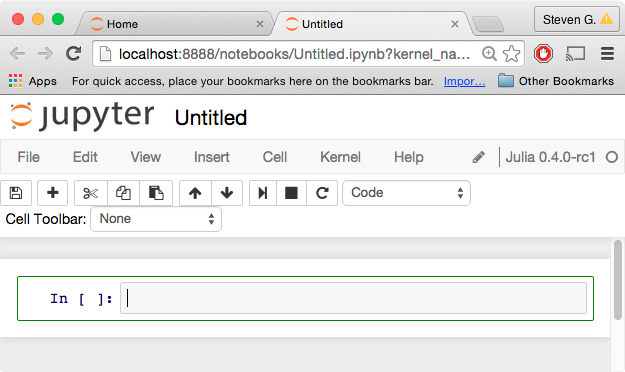 Home Untitled Steven G.
localhost:8888/notebooks/Untitled.ipynb?kernel_na...
Apps For quick access, place your bookmarks here on the bookmarks bar. Impor... Other Bookmarks
jupyter Untitled
File Edit View Insert Cell Kernel Help Julia 0.4.0-rc1
Code
Cell Toolbar: None
In [ ]: